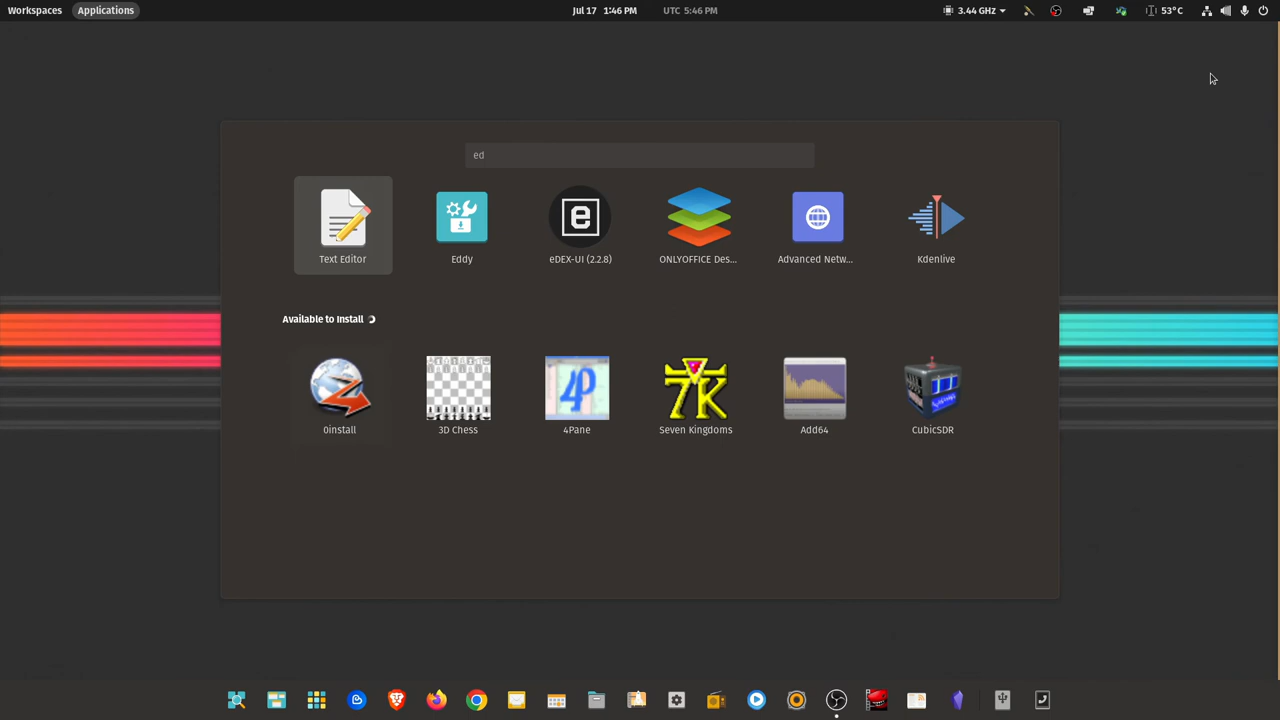 Workspaces Applications Jul 17 1:46 PM UTC 5:46 PM 3.44 GHz 53°C
ed
Text Editor Eddy eDEX-UI (2.2.8) ONLYOFFICE Des... Advanced Netw... Kdenlive
Available to Install
0install 3D Chess 4Pane Seven Kingdoms Add64 CubicSDR